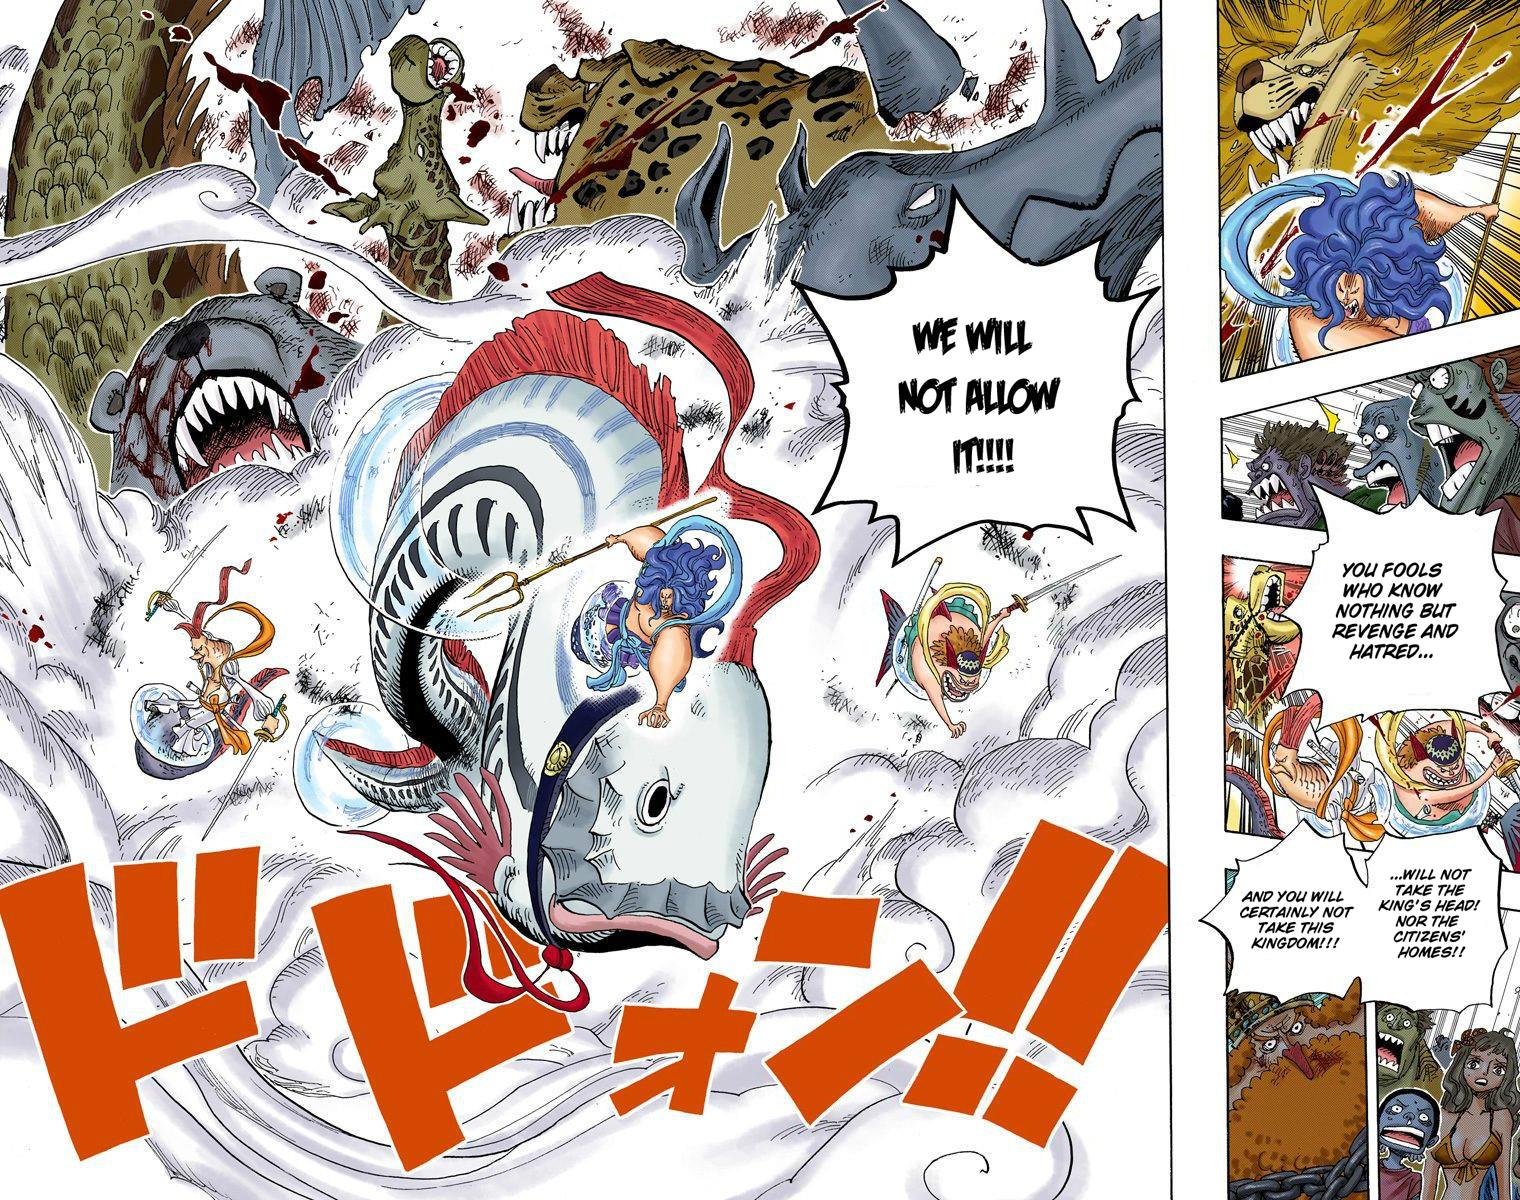 YOU FOOLS
WHO KNOW
NOTHING BUT
REVENGE AND
HATRED...
...WILL NOT
TAKE THE
KING'S HEAD!
NOR THE
CITIZENS'
HOMES!!
AND YOU WILL
CERTAINLY NOT
TAKE THIS
KINGDOM!!!
WE WILL
NOT ALLOW
IT!!!!
ドドォン!!